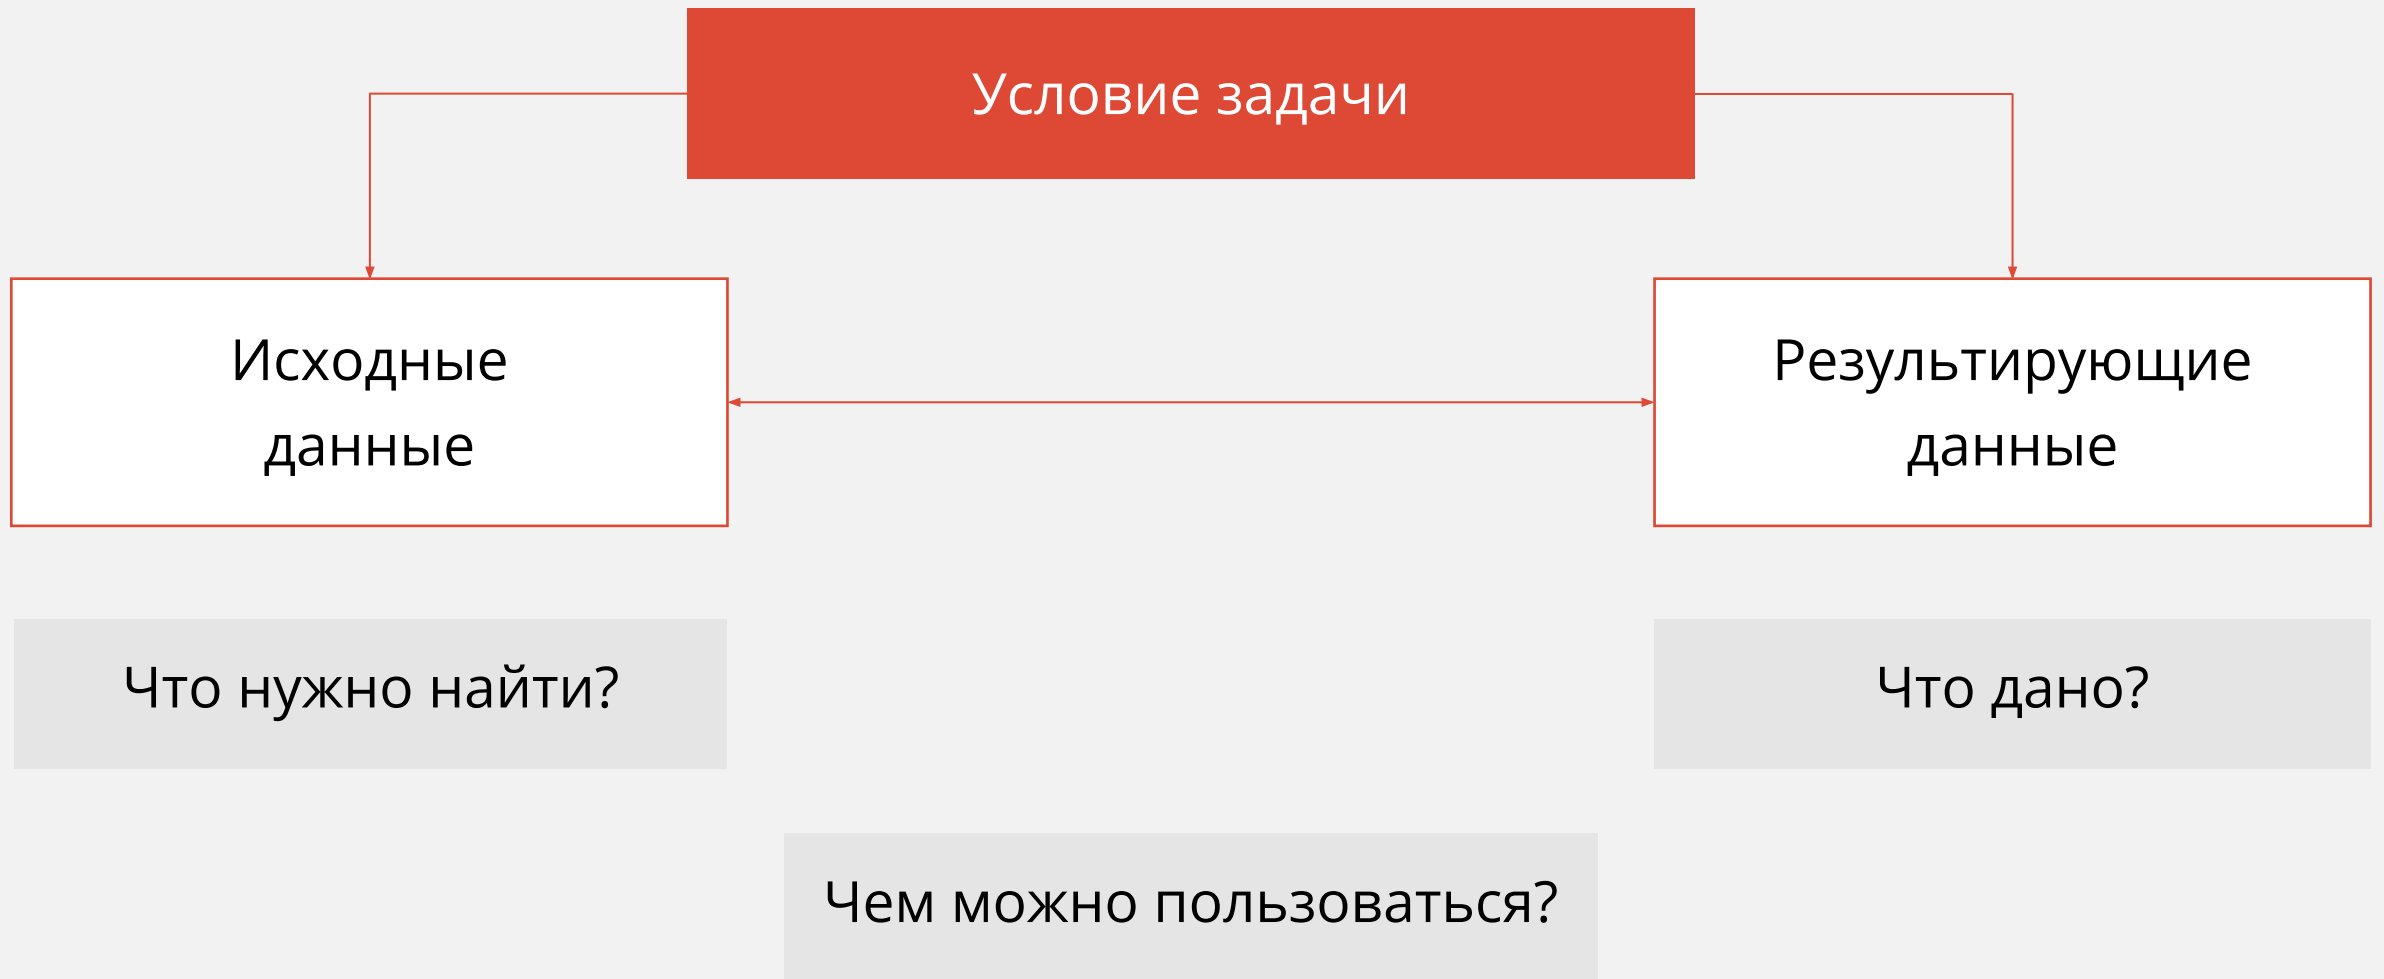 Условие задачи
Исходные
данные
Результирующие
данные
Что нужно найти?
Что дано?
Чем можно пользоваться?